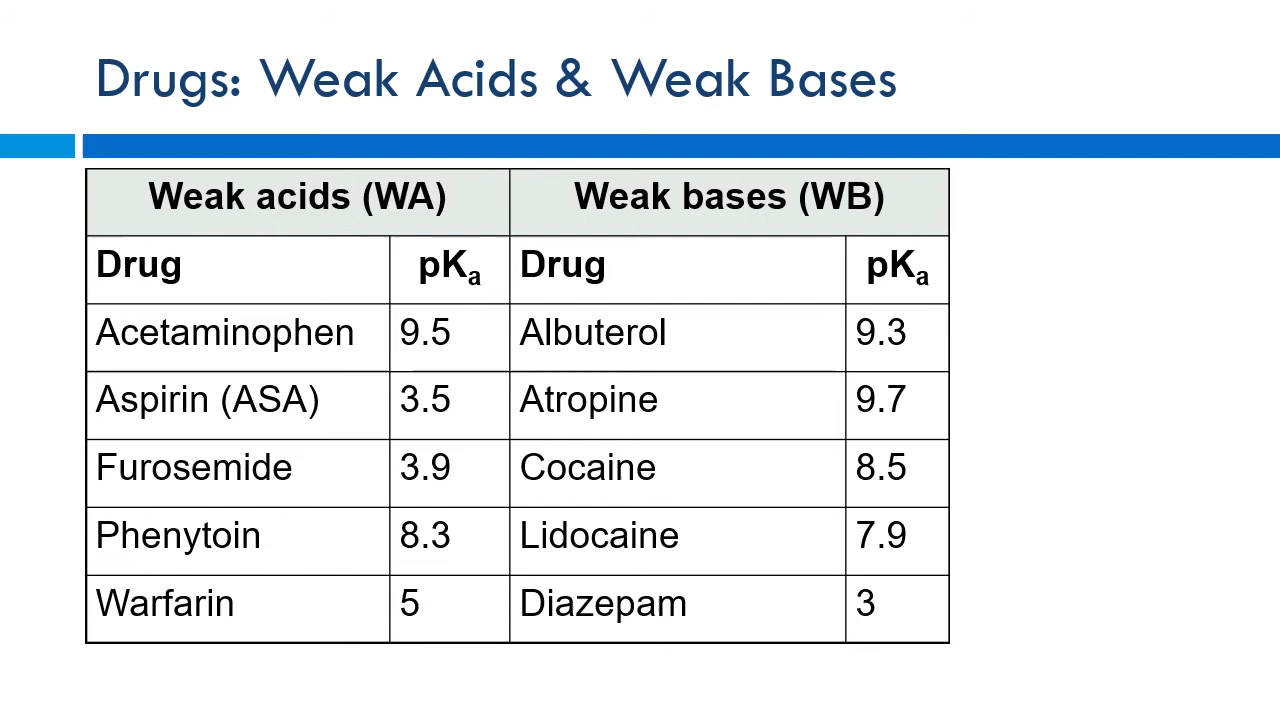 Drugs: Weak Acids & Weak Bases
Weak acids (WA) Weak bases (WB)
Drug pKa Drug pKa
Acetaminophen 9.5 Albuterol 9.3
Aspirin (ASA) 3.5 Atropine 9.7
Furosemide 3.9 Cocaine 8.5
Phenytoin 8.3 Lidocaine 7.9
Warfarin 5 Diazepam 3